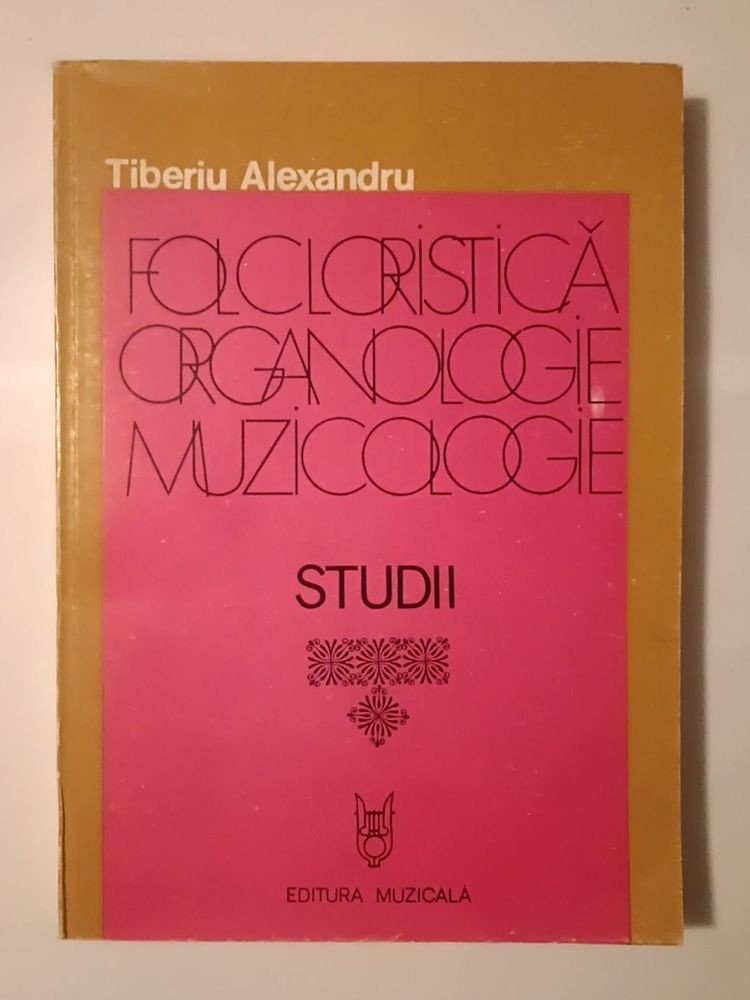 Tiberiu Alexandru
FOLCLORiSTiCĂ
ORGANOLOGiE
MUZiCOLOGiE
STUDII
EDITURA MUZICALĂ